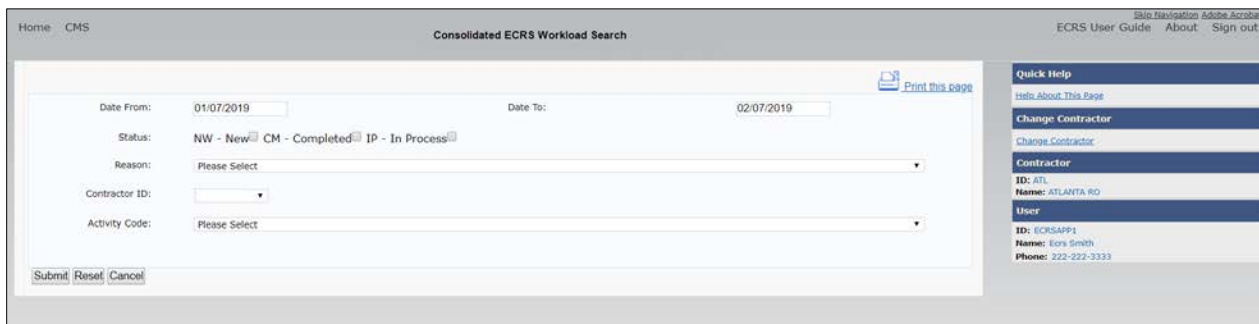 Skip Navigation Adobe Acroba
Home CMS
Consolidated ECRS Workload Search
ECRS User Guide About Sign out
Print this page
Date From: 01/07/2019 Date To: 02/07/2019
Status: NW - New CM - Completed IP - In Process
Reason: Please Select
Contractor ID:
Activity Code: Please Select
Submit Reset Cancel
Quick Help
Help About This Page
Change Contractor
Change Contractor
Contractor
ID: ATL
Name: ATLANTA RO
User
ID: ECRSAPP1
Name: Ecrs Smith
Phone: 222-222-3333